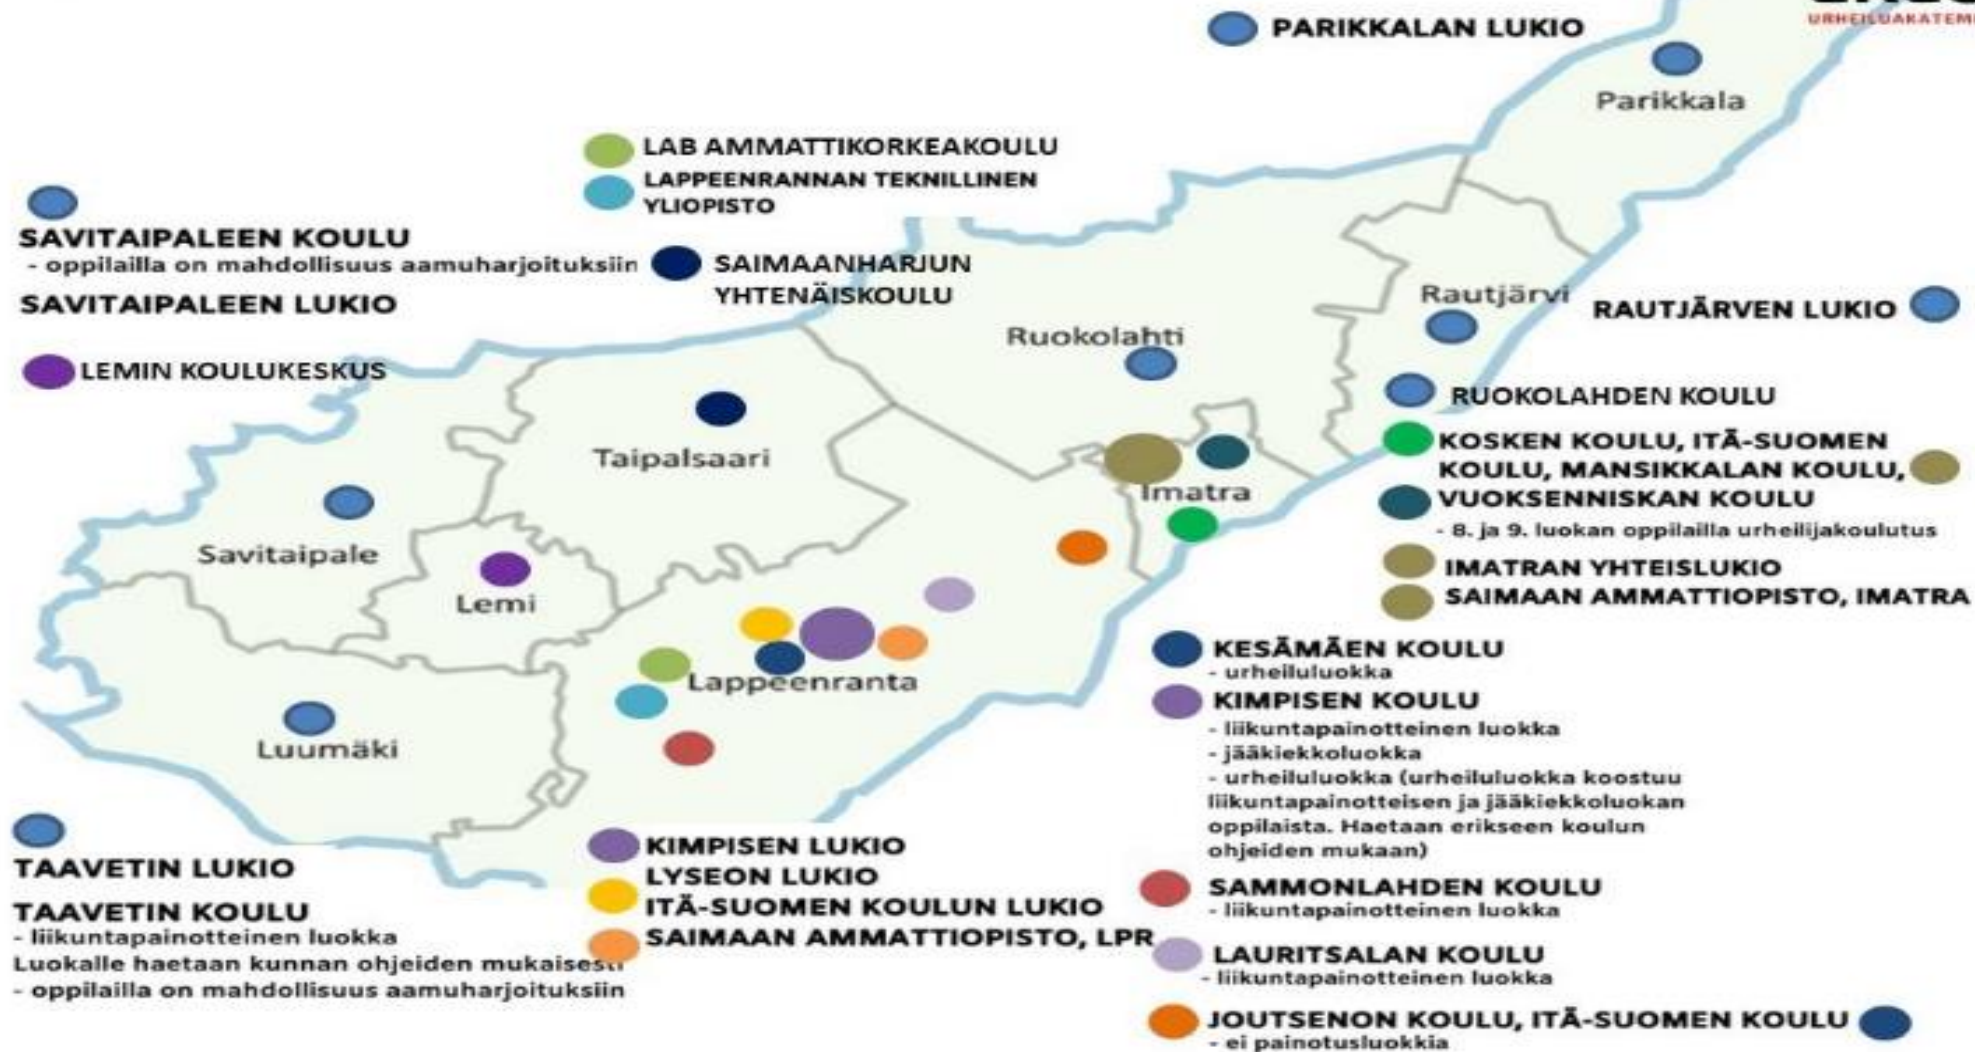 URHEILUAKATEMI
PARIKKALAN LUKIO
Parikkala
LAB AMMATTIKORKEAKOULU
LAPPEENRANNAN TEKNILLINEN
YLIOPISTO
SAVITAIPALEEN KOULU
- oppilailla on mahdollisuus aamuharjoituksiin
SAVITAIPALEEN LUKIO
SAIMAANHARJUN
YHTENÄISKOULU
LEMIN KOULUKESKUS
Ruokolahti
Rautjärvi
RAUTJÄRVEN LUKIO
RUOKOLAHDEN KOULU
KOSKEN KOULU, ITÄ-SUOMEN
KOULU, MANSIKKALAN KOULU,
VUOKSENNISKAN KOULU
- 8. ja 9. luokan oppilailla urheilijakoulutus
IMATRAN YHTEISLUKIO
SAIMAAN AMMATTIOPISTO, IMATRA
Taipalsaari
Imatra
Savitaipale
Lemi
Lappeenranta
Luumäki
KESÄMÄEN KOULU
- urheiluluokka
KIMPISEN KOULU
- liikuntapainotteinen luokka
- jääkiekkoluokka
- urheiluluokka (urheiluluokka koostuu
liikuntapainotteisen ja jääkiekkoluokan
oppilaista. Haetaan erikseen koulun
ohjeiden mukaan)
SAMMONLAHDEN KOULU
- liikuntapainotteinen luokka
LAURITSALAN KOULU
- liikuntapainotteinen luokka
JOUTSENON KOULU, ITÄ-SUOMEN KOULU
- ei painotusluokkia
TAAVETIN LUKIO
TAAVETIN KOULU
- liikuntapainotteinen luokka
Luokalle haetaan kunnan ohjeiden mukaisesti
- oppilailla on mahdollisuus aamuharjoituksiin
KIMPISEN LUKIO
LYSEON LUKIO
ITÄ-SUOMEN KOULUN LUKIO
SAIMAAN AMMATTIOPISTO, LPR